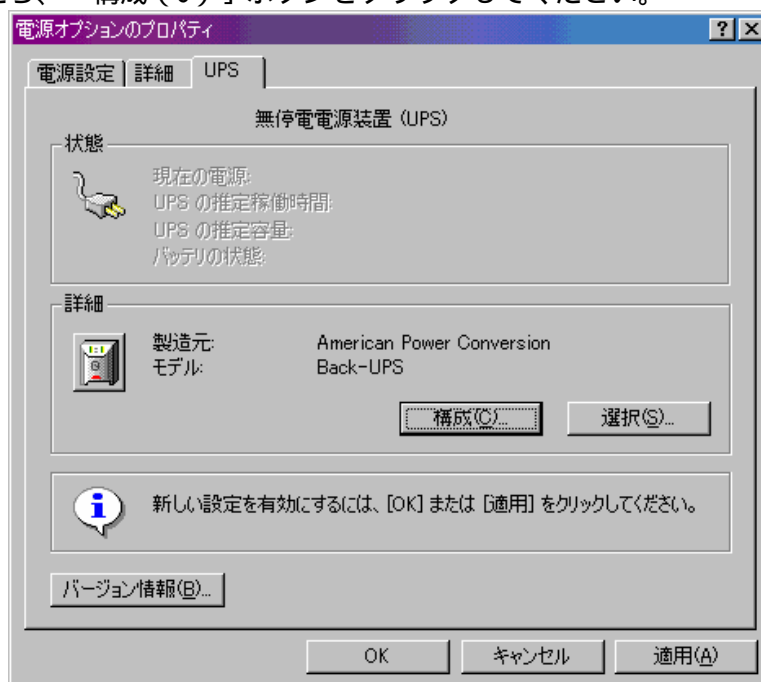 構成(C)」ボタンをクリックしてください。
電源オプションのプロパティ
電源設定 詳細 UPS
無停電電源装置 (UPS)
状態
現在の電源:
UPS の推定稼働時間:
UPS の推定容量:
バッテリの状態:
詳細
製造元: American Power Conversion
モデル: Back-UPS
構成(C)... 選択(S)...
新しい設定を有効にするには、[OK] または [適用] をクリックしてください。
バージョン情報(B)...
OK キャンセル 適用(A)